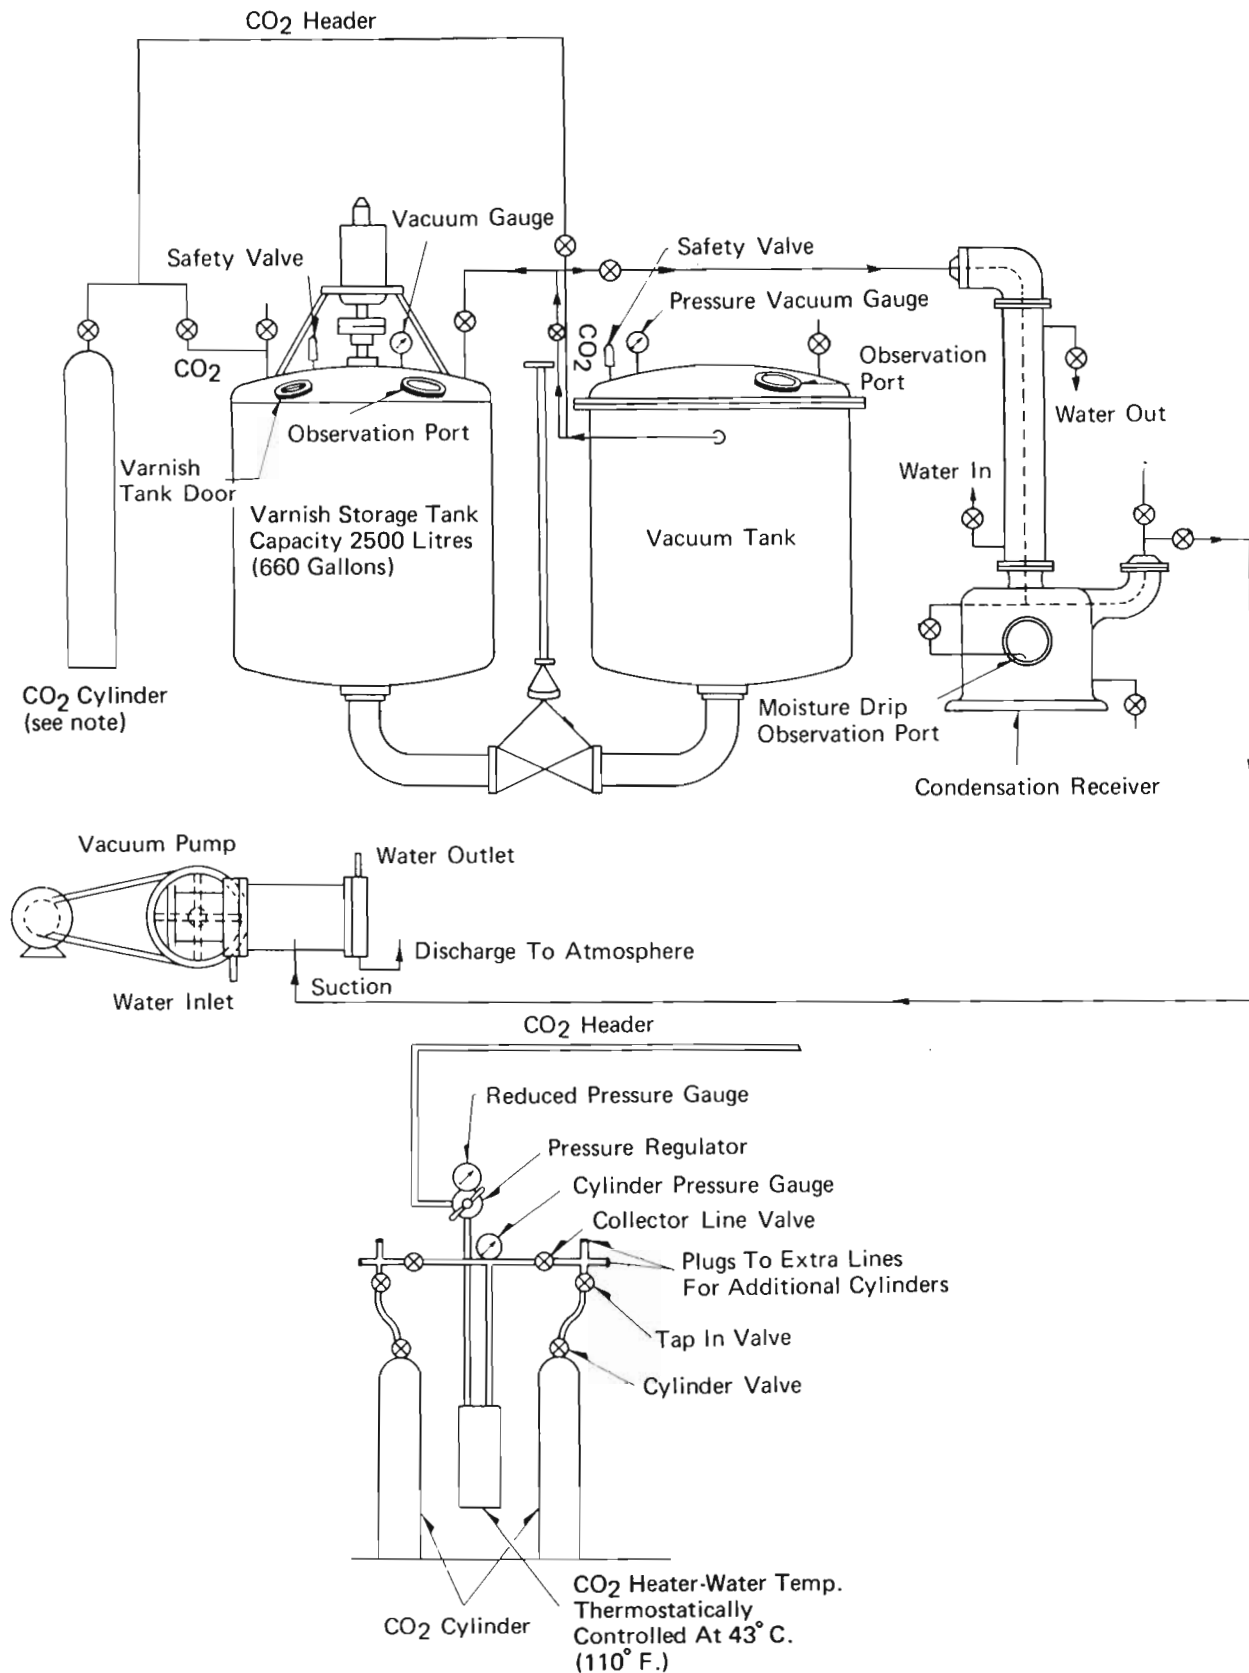 CO2 Header
Vacuum Gauge
Safety Valve
Safety Valve
Pressure Vacuum Gauge
CO2
CO2
Observation
Port
Observation Port
Water Out
Varnish
Tank Door
Water In
Varnish Storage Tank
Capacity 2500 Litres
(660 Gallons)
Vacuum Tank
CO2 Cylinder
(see note)
Moisture Drip
Observation Port
Condensation Receiver
Vacuum Pump
Water Outlet
Discharge To Atmosphere
Suction
Water Inlet
CO2 Header
Reduced Pressure Gauge
Pressure Regulator
Cylinder Pressure Gauge
Collector Line Valve
Plugs To Extra Lines
For Additional Cylinders
Tap In Valve
Cylinder Valve
CO2 Cylinder
CO2 Heater-Water Temp.
Thermostatically
Controlled At 43° C.
(110° F.)